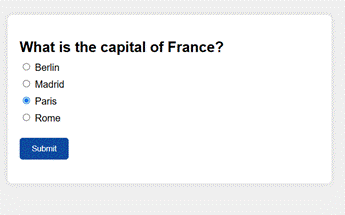 What is the capital of France?
Berlin
Madrid
Paris
Rome
Submit